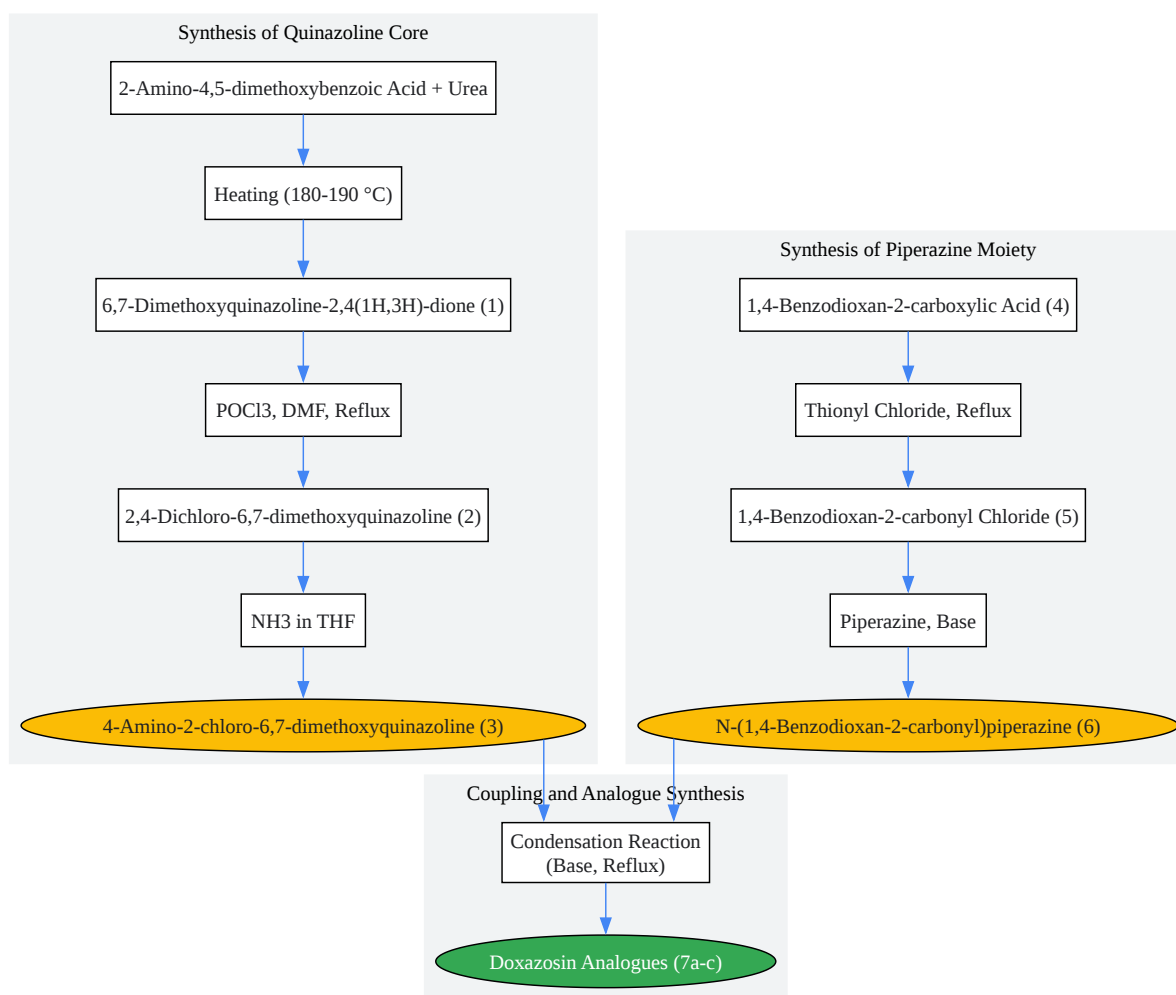 Synthesis of Quinazoline Core
2-Amino-4,5-dimethoxybenzoic Acid + Urea
Heating (180-190 °C)
6,7-Dimethoxyquinazoline-2,4(1H,3H)-dione (1)
POCl3, DMF, Reflux
2,4-Dichloro-6,7-dimethoxyquinazoline (2)
NH3 in THF
4-Amino-2-chloro-6,7-dimethoxyquinazoline (3)
Synthesis of Piperazine Moiety
1,4-Benzodioxan-2-carboxylic Acid (4)
Thionyl Chloride, Reflux
1,4-Benzodioxan-2-carbonyl Chloride (5)
Piperazine, Base
N-(1,4-Benzodioxan-2-carbonyl)piperazine (6)
Coupling and Analogue Synthesis
Condensation Reaction
(Base, Reflux)
Doxazosin Analogues (7a-c)